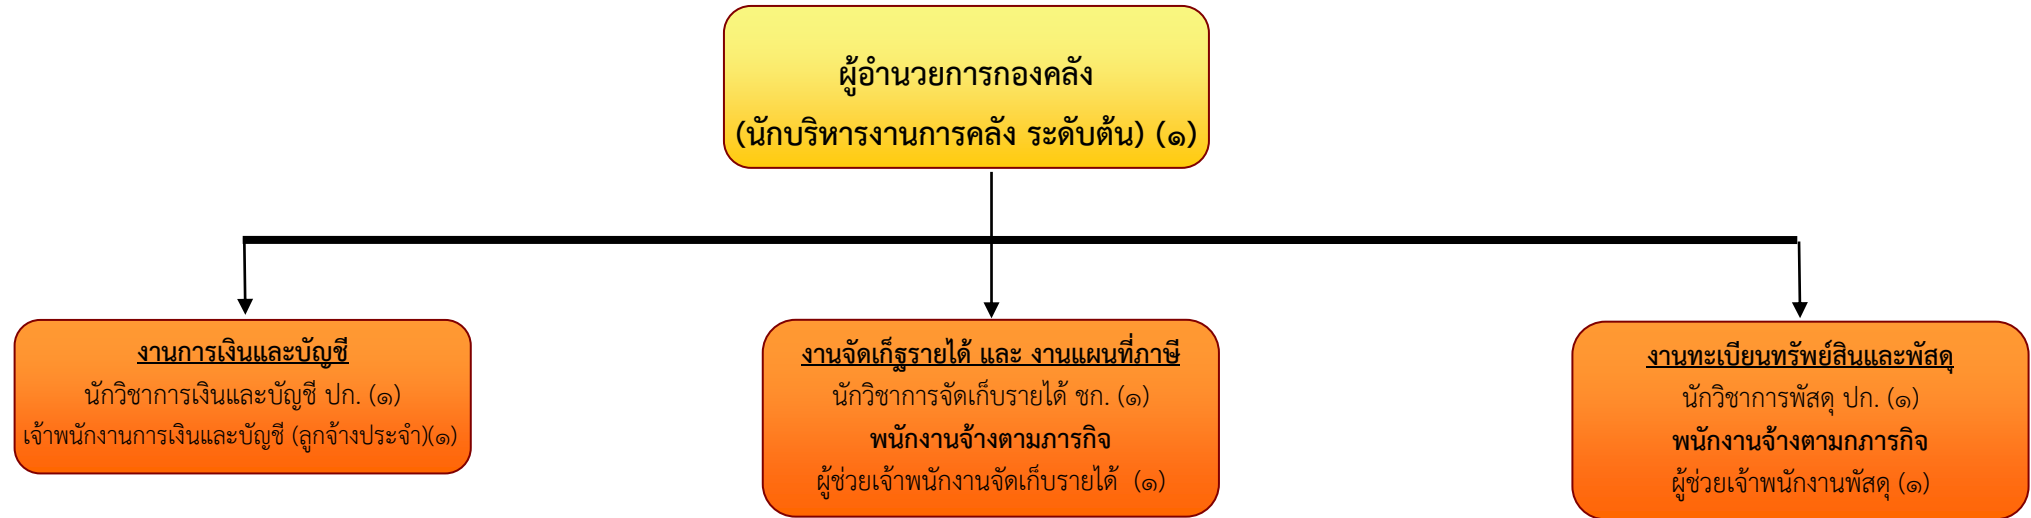 ผู้อำนวยการกองคลัง
(นักบริหารงานการคลัง ระดับต้น) (๑)
งานการเงินและบัญชี
นักวิชาการเงินและบัญชี ปก. (๑)
เจ้าพนักงานการเงินและบัญชี (ลูกจ้างประจำ)(๑)
งานจัดเก็ฐรายได้ และ งานแผนที่ภาษี
นักวิชาการจัดเก็บรายได้ ชก. (๑)
พนักงานจ้างตามภารกิจ
ผู้ช่วยเจ้าพนักงานจัดเก็บรายได้ (๑)
งานทะเบียนทรัพย์สินและพัสดุ
นักวิชาการพัสดุ ปก. (๑)
พนักงานจ้างตามกภารกิจ
ผู้ช่วยเจ้าพนักงานพัสดุ (๑)